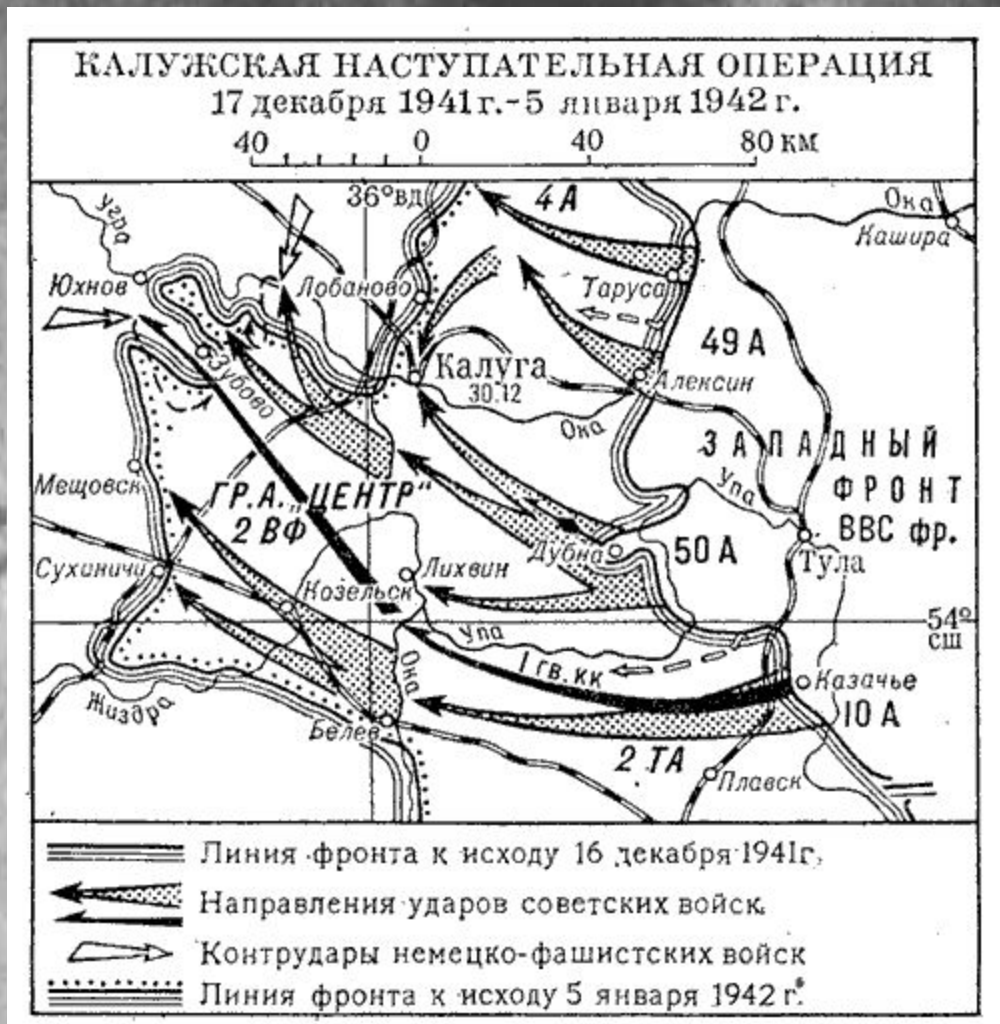 КАЛУЖСКАЯ НАСТУПАТЕЛЬНАЯ ОПЕРАЦИЯ
17 декабря 1941г.-5 января 1942 г.
40 0 40 80 км
36°вд
4 А
Ока
Кашира
Угра
Юхнов
Лобаново
Таруса
49 А
Зубово
Калуга
30.12
Алексин
Ока
ЗАПАДНЫЙ
ФРОНТ
ВВС фр.
Мещовск
ГР.А. „ЦЕНТР"
2 ВФ
Упа
Дубна
50 А
Тула
Сухиничи
Козельск
Лихвин
54°
сш
Упа
1 гв. кк
Ока
Казачье
10 А
Жиздра
Белёв
2 ТА
Плавск
Линия фронта к исходу 16 декабря 1941г.
Направления ударов советских войск
Контрудары немецко-фашистских войск
Линия фронта к исходу 5 января 1942 г.